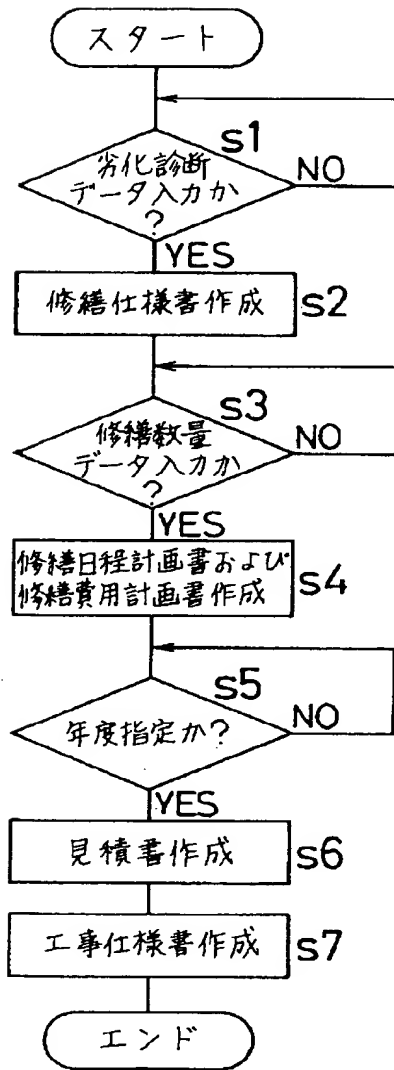 スタート
s1
劣化診断
データ入力か
?
NO
YES
修繕仕様書作成
s2
s3
修繕数量
データ入力か
?
NO
YES
修繕日程計画書および
修繕費用計画書作成
s4
s5
年度指定か?
NO
YES
見積書作成
s6
工事仕様書作成
s7
エンド